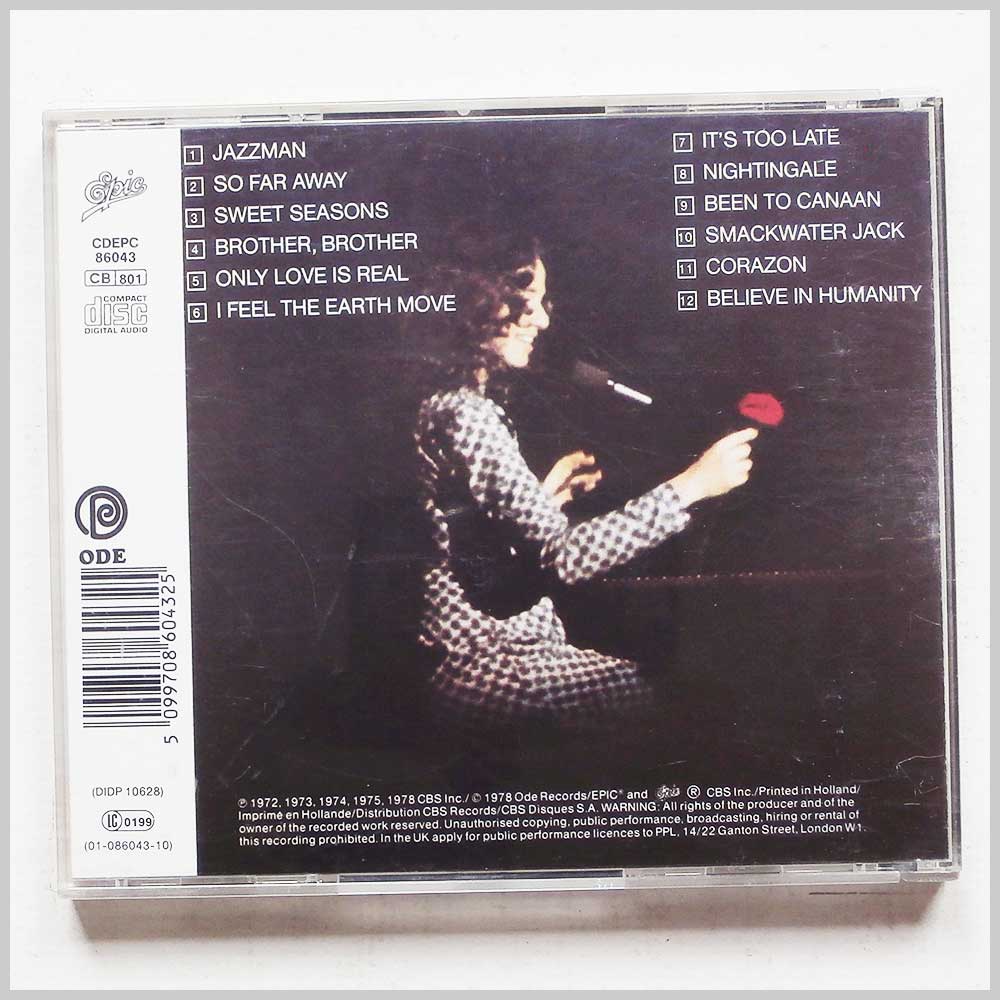 Epic
CDEPC
86043
CB 801
COMPACT
disc
DIGITAL AUDIO
ODE
5 099708 604325
(DIDP 10628)
LC 0199
(01-086043-10)
1 JAZZMAN
2 SO FAR AWAY
3 SWEET SEASONS
4 BROTHER, BROTHER
5 ONLY LOVE IS REAL
6 I FEEL THE EARTH MOVE
7 IT'S TOO LATE
8 NIGHTINGALE
9 BEEN TO CANAAN
10 SMACKWATER JACK
11 CORAZON
12 BELIEVE IN HUMANITY
℗ 1972, 1973, 1974, 1975, 1978 CBS Inc./ © 1978 Ode Records/EPIC® and Epic ® CBS Inc./Printed in Holland/
Imprimé en Hollande/Distribution CBS Records/CBS Disques S.A. WARNING: All rights of the producer and of the
owner of the recorded work reserved. Unauthorised copying, public performance, broadcasting, hiring or rental of
this recording prohibited. In the UK apply for public performance licences to PPL, 14/22 Ganton Street, London W1.